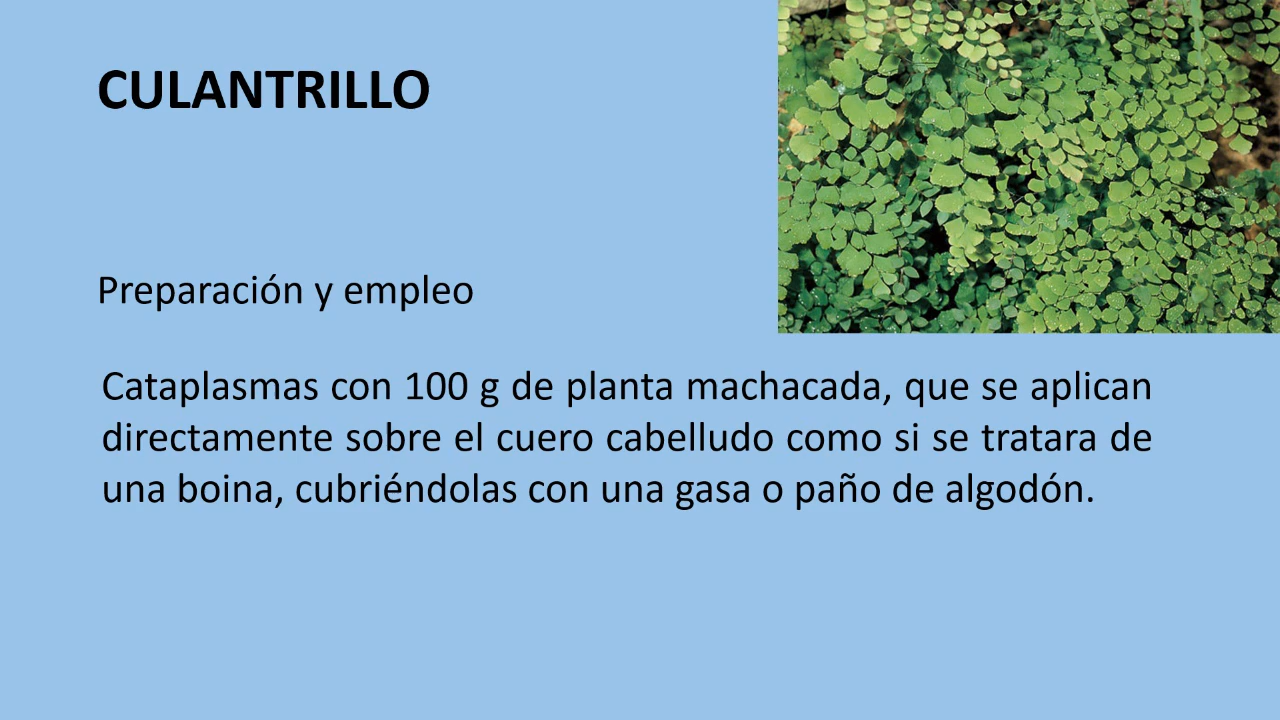 CULANTRILLO
Preparación y empleo
Cataplasmas con 100 g de planta machacada, que se aplican
directamente sobre el cuero cabelludo como si se tratara de
una boina, cubriéndolas con una gasa o paño de algodón.